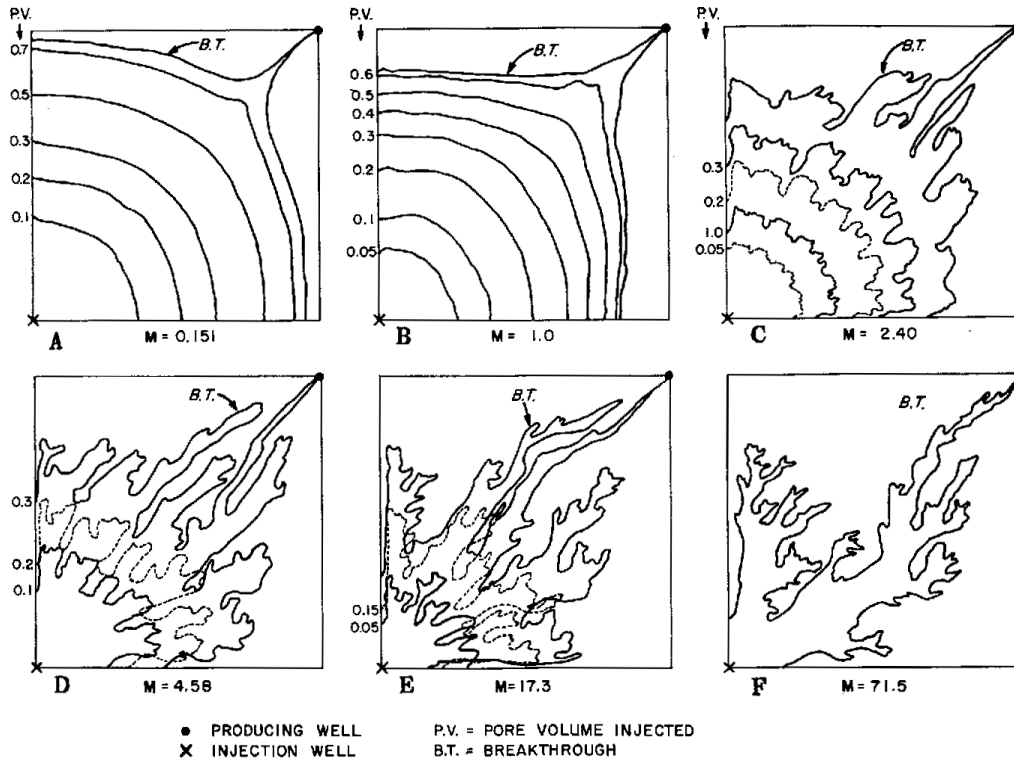 P.V.
0.7
0.5
0.3
0.2
0.1
B.T.
A
M = 0.151
P.V.
0.6
0.5
0.4
0.3
0.2
0.1
0.05
B.T.
B
M = 1.0
P.V.
0.3
0.2
1.0
0.05
B.T.
C
M = 2.40
0.3
0.2
0.1
B.T.
D
M = 4.58
0.15
0.05
B.T.
E
M = 17.3
B.T.
F
M = 71.5
● PRODUCING WELL
× INJECTION WELL
P.V. = PORE VOLUME INJECTED
B.T. = BREAKTHROUGH